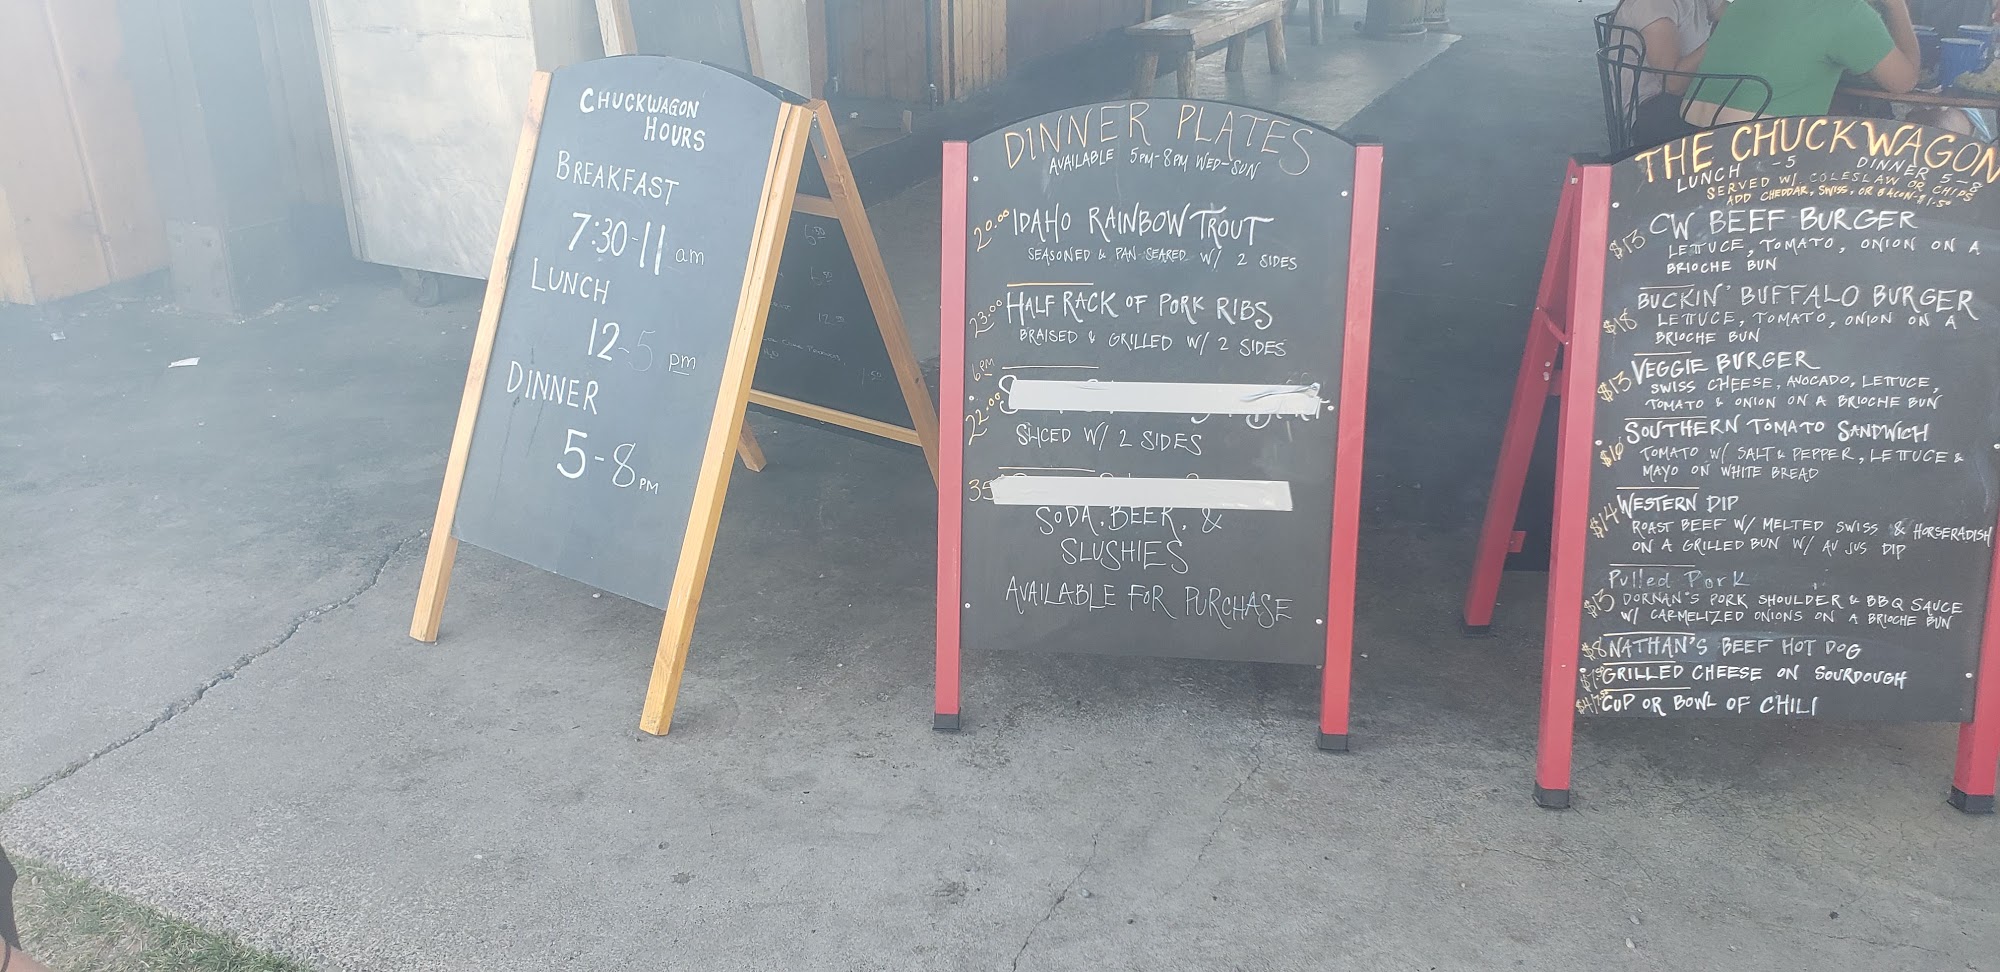 CHUCKWAGON
HOURS
BREAKFAST
7:30-11 am
LUNCH
12-5 pm
DINNER
5-8 PM
DINNER PLATES
AVAILABLE 5PM-8PM WED-SUN
20.00 IDAHO RAINBOW TROUT
SEASONED & PAN-SEARED W/ 2 SIDES
23.00 HALF RACK OF PORK RIBS
BRAISED & GRILLED W/ 2 SIDES
6PM
22.00
SLICED W/ 2 SIDES
35
SODA, BEER, &
SLUSHIES
AVAILABLE FOR PURCHASE
THE CHUCKWAGON
LUNCH -5 DINNER 5-8
SERVED W/ COLESLAW OR CHIPS
ADD CHEDDAR, SWISS, OR BACON-$1.50
$13 CW BEEF BURGER
LETTUCE, TOMATO, ONION ON A
BRIOCHE BUN
$18 BUCKIN' BUFFALO BURGER
LETTUCE, TOMATO, ONION ON A
BRIOCHE BUN
$13 VEGGIE BURGER
SWISS CHEESE, AVOCADO, LETTUCE,
TOMATO & ONION ON A BRIOCHE BUN
$10 SOUTHERN TOMATO SANDWICH
TOMATO W/ SALT & PEPPER, LETTUCE &
MAYO ON WHITE BREAD
$14 WESTERN DIP
ROAST BEEF W/ MELTED SWISS & HORSERADISH
ON A GRILLED BUN W/ AU JUS DIP
Pulled Pork
$13 DORNAN'S PORK SHOULDER & BBQ SAUCE
W/ CARMELIZED ONIONS ON A BRIOCHE BUN
$8 NATHAN'S BEEF HOT DOG
GRILLED CHEESE ON SOURDOUGH
CUP OR BOWL OF CHILI